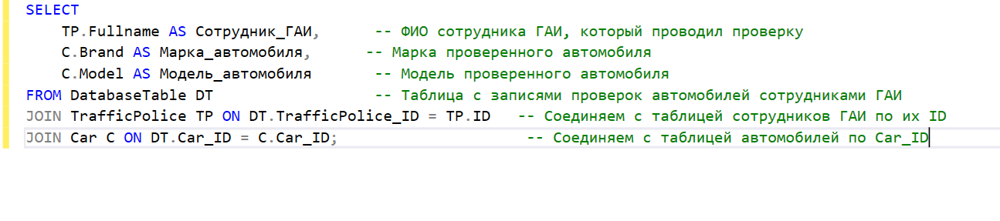 SELECT
    TP.Fullname AS Сотрудник_ГАИ,      -- ФИО сотрудника ГАИ, который проводил проверку
    C.Brand AS Марка_автомобиля,      -- Марка проверенного автомобиля
    C.Model AS Модель_автомобиля       -- Модель проверенного автомобиля
FROM DatabaseTable DT                  -- Таблица с записями проверок автомобилей сотрудниками ГАИ
JOIN TrafficPolice TP ON DT.TrafficPolice_ID = TP.ID   -- Соединяем с таблицей сотрудников ГАИ по их ID
JOIN Car C ON DT.Car_ID = C.Car_ID;                     -- Соединяем с таблицей автомобилей по Car_ID